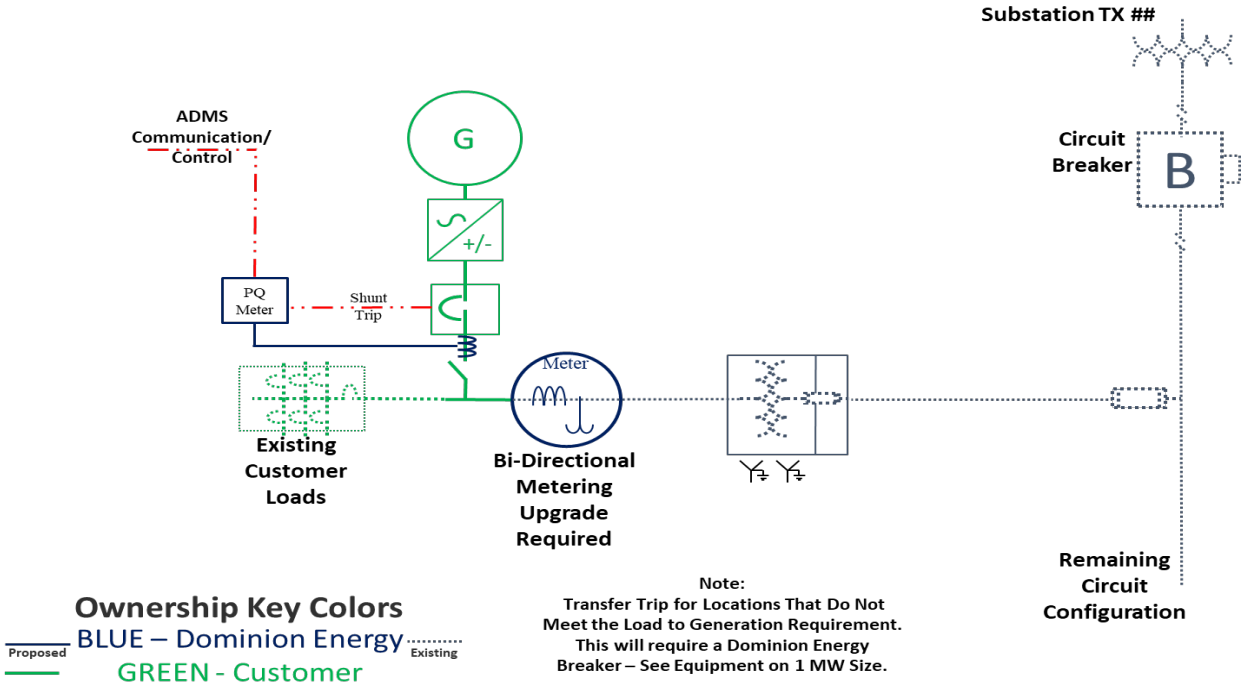 Substation TX ##
ADMS
Communication/
Control
G
Circuit
Breaker
B
+/-
PQ
Meter
Shunt
Trip
Meter
Existing
Customer
Loads
Bi-Directional
Metering
Upgrade
Required
Remaining
Circuit
Configuration
Note:
Transfer Trip for Locations That Do Not
Meet the Load to Generation Requirement.
This will require a Dominion Energy
Breaker – See Equipment on 1 MW Size.
Ownership Key Colors
Proposed BLUE – Dominion Energy Existing
GREEN - Customer